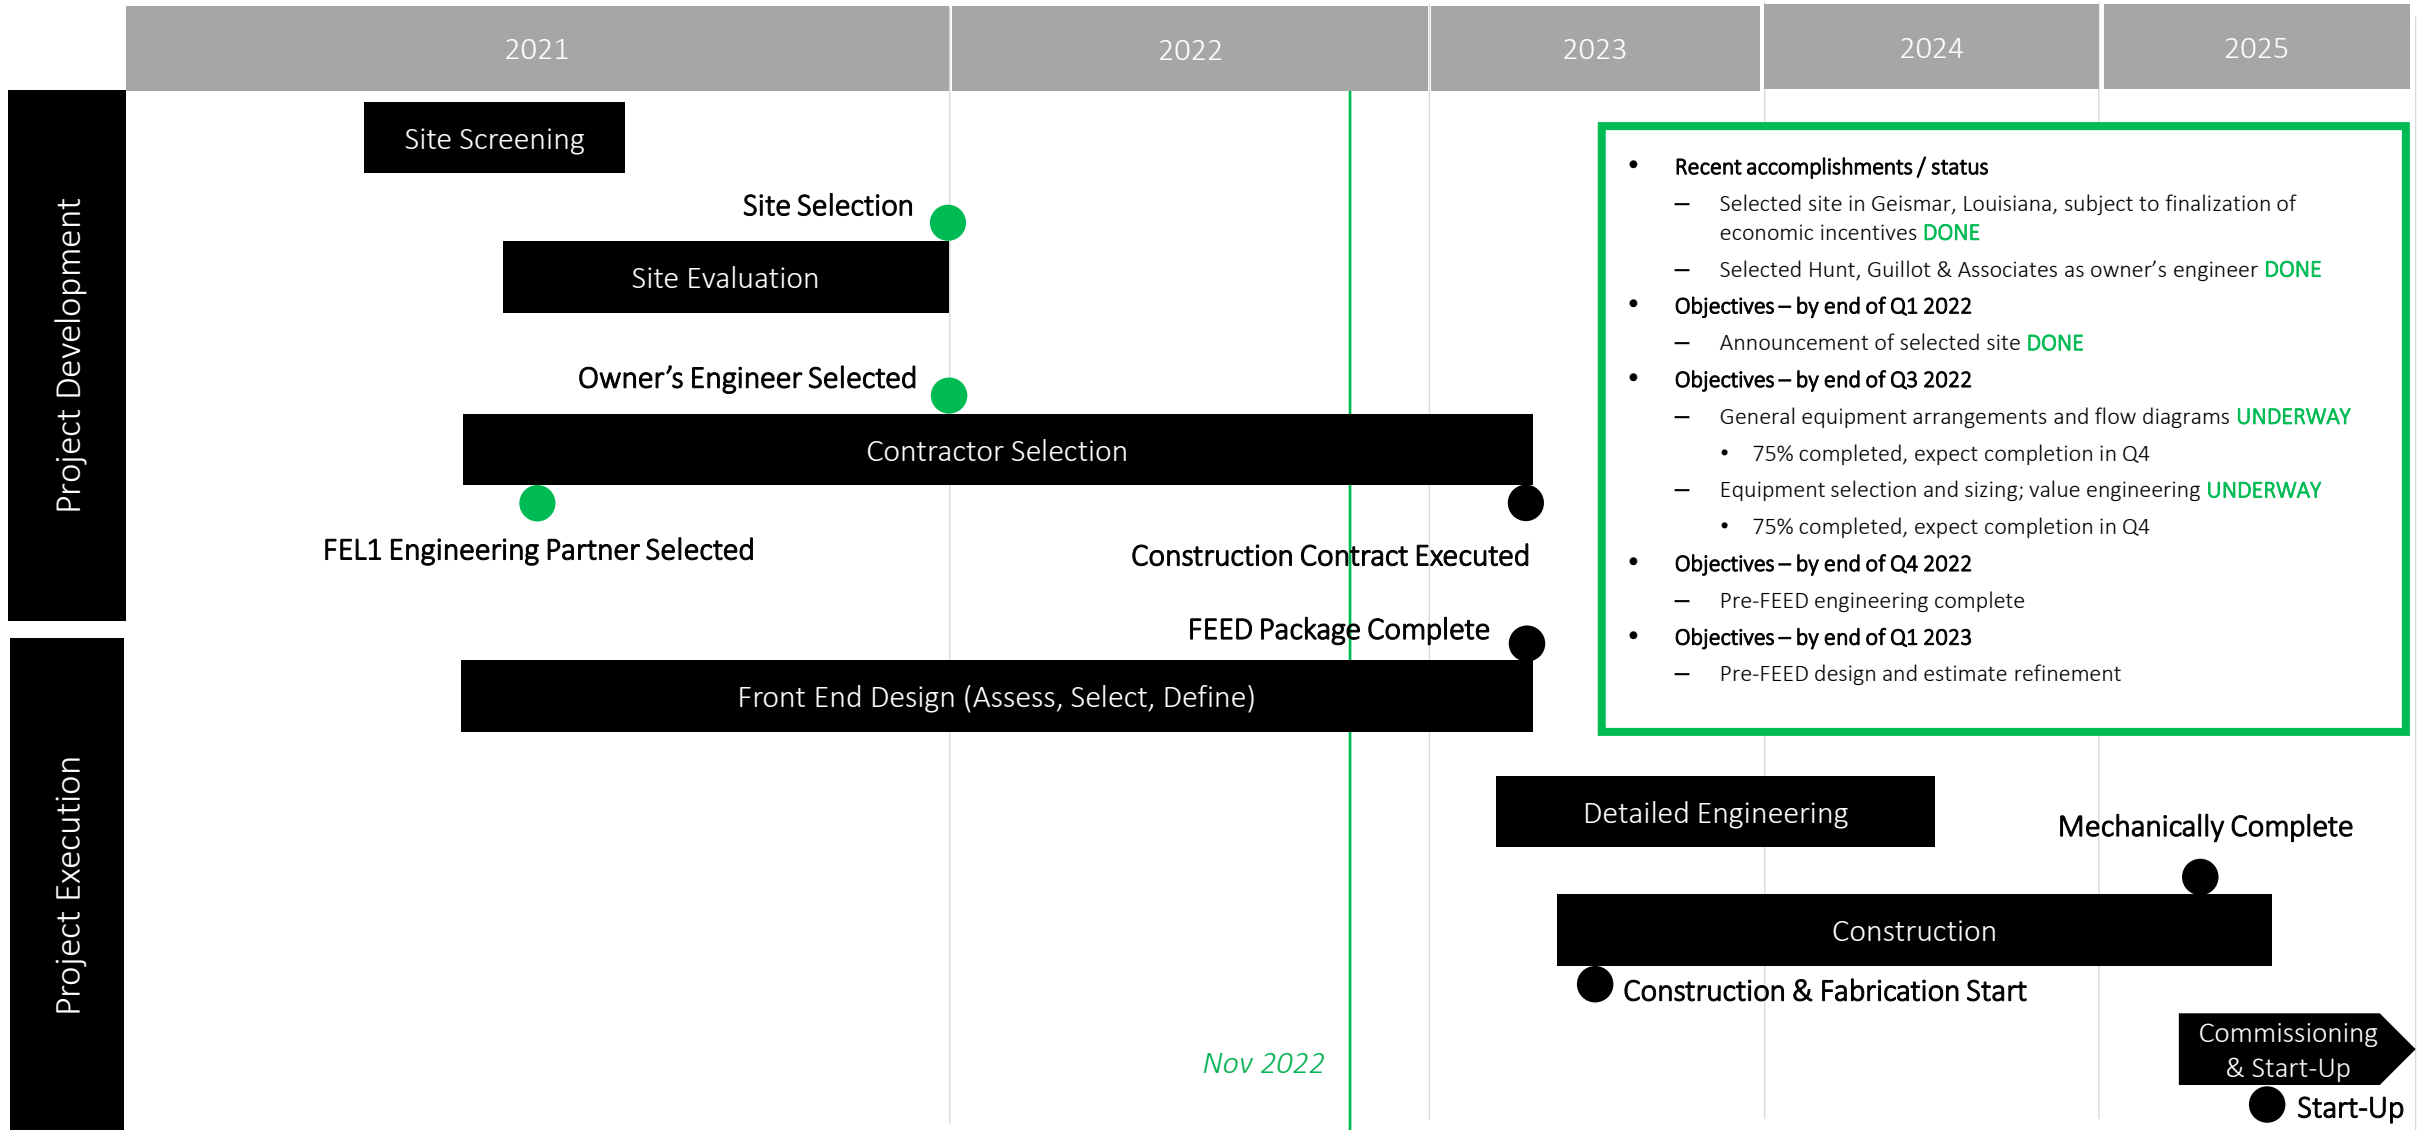 2021
2022
2023
2024
2025
Project Development
Site Screening
Site Selection
Site Evaluation
Owner’s Engineer Selected
Contractor Selection
FEL1 Engineering Partner Selected
Construction Contract Executed
• Recent accomplishments / status
– Selected site in Geismar, Louisiana, subject to finalization of
economic incentives DONE
– Selected Hunt, Guillot & Associates as owner’s engineer DONE
• Objectives – by end of Q1 2022
– Announcement of selected site DONE
• Objectives – by end of Q3 2022
– General equipment arrangements and flow diagrams UNDERWAY
• 75% completed, expect completion in Q4
– Equipment selection and sizing; value engineering UNDERWAY
• 75% completed, expect completion in Q4
• Objectives – by end of Q4 2022
– Pre-FEED engineering complete
• Objectives – by end of Q1 2023
– Pre-FEED design and estimate refinement
Project Execution
FEED Package Complete
Front End Design (Assess, Select, Define)
Detailed Engineering
Mechanically Complete
Construction
Construction & Fabrication Start
Nov 2022
Commissioning
& Start-Up
Start-Up